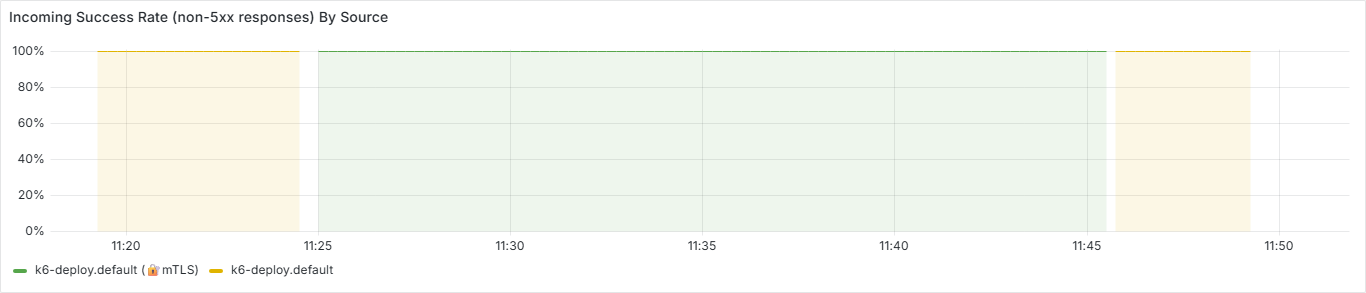 Incoming Success Rate (non-5xx responses) By Source
100%
80%
60%
40%
20%
0%
11:20 11:25 11:30 11:35 11:40 11:45 11:50
k6-deploy.default (🔐mTLS) k6-deploy.default